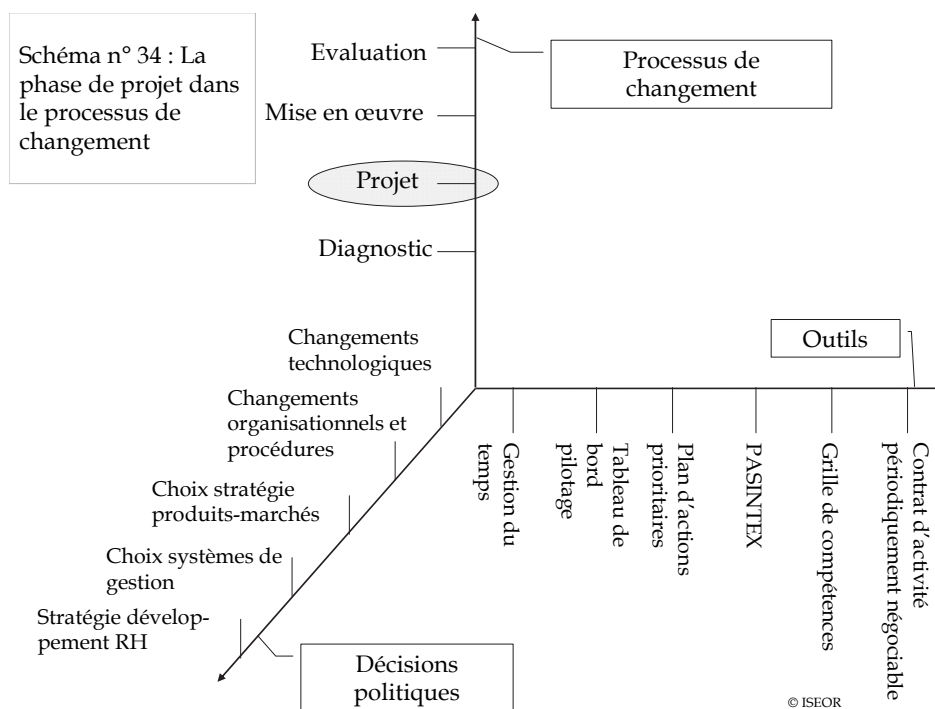 Schéma n° 34 : La
phase de projet dans
le processus de
changement
Evaluation
Mise en œuvre
Projet
Diagnostic
Processus de
changement
Outils
Changements
technologiques
Changements
organisationnels et
procédures
Choix stratégie
produits-marchés
Choix systèmes de
gestion
Stratégie dévelop-
pement RH
Décisions
politiques
Gestion du
temps
Tableau de
bord
pilotage
Plan d'actions
prioritaires
PASINTEX
Grille de compétences
Contrat d'activité
périodiquement négociable
© ISEOR